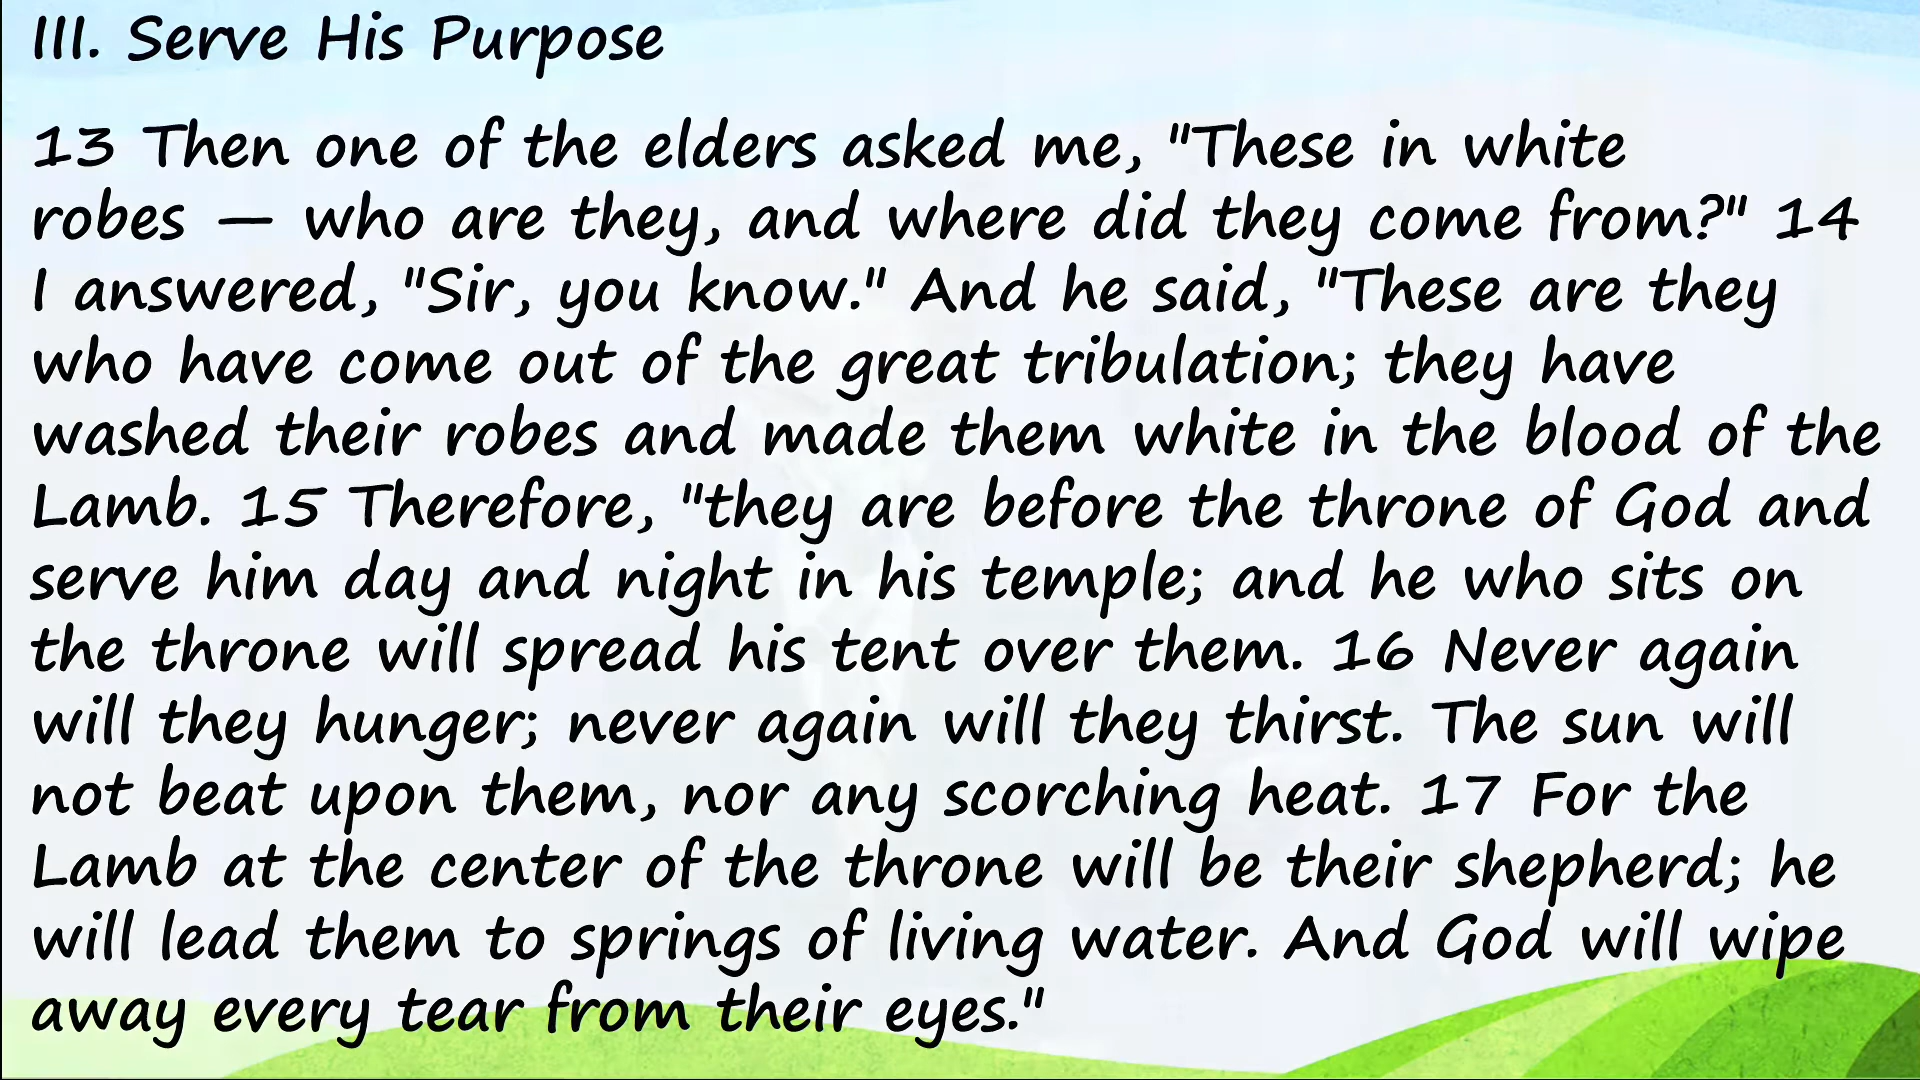 III. Serve His Purpose
13 Then one of the elders asked me, "These in white
robes — who are they, and where did they come from?" 14
I answered, "Sir, you know." And he said, "These are they
who have come out of the great tribulation; they have
washed their robes and made them white in the blood of the
Lamb. 15 Therefore, "they are before the throne of God and
serve him day and night in his temple; and he who sits on
the throne will spread his tent over them. 16 Never again
will they hunger; never again will they thirst. The sun will
not beat upon them, nor any scorching heat. 17 For the
Lamb at the center of the throne will be their shepherd; he
will lead them to springs of living water. And God will wipe
away every tear from their eyes."